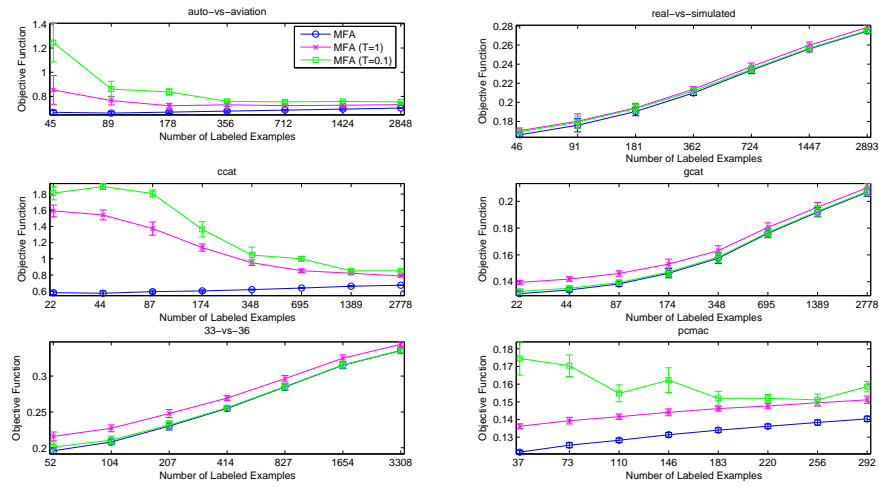 auto-vs-aviation
1.4
1.2
1
0.8
Objective Function
45 89 178 356 712 1424 2848
Number of Labeled Examples
MFA
MFA (T=1)
MFA (T=0.1)
real-vs-simulated
0.28
0.26
0.24
0.22
0.2
0.18
Objective Function
46 91 181 362 724 1447 2893
Number of Labeled Examples
ccat
1.8
1.6
1.4
1.2
1.0
0.8
0.6
Objective Function
22 44 87 174 348 695 1389 2778
Number of Labeled Examples
gcat
0.2
0.18
0.16
0.14
Objective Function
22 44 87 174 348 695 1389 2778
Number of Labeled Examples
33-vs-36
0.3
0.25
0.2
Objective Function
52 104 207 414 827 1654 3308
Number of Labeled Examples
pcmac
0.18
0.17
0.16
0.15
0.14
0.13
Objective Function
37 73 110 146 183 220 256 292
Number of Labeled Examples